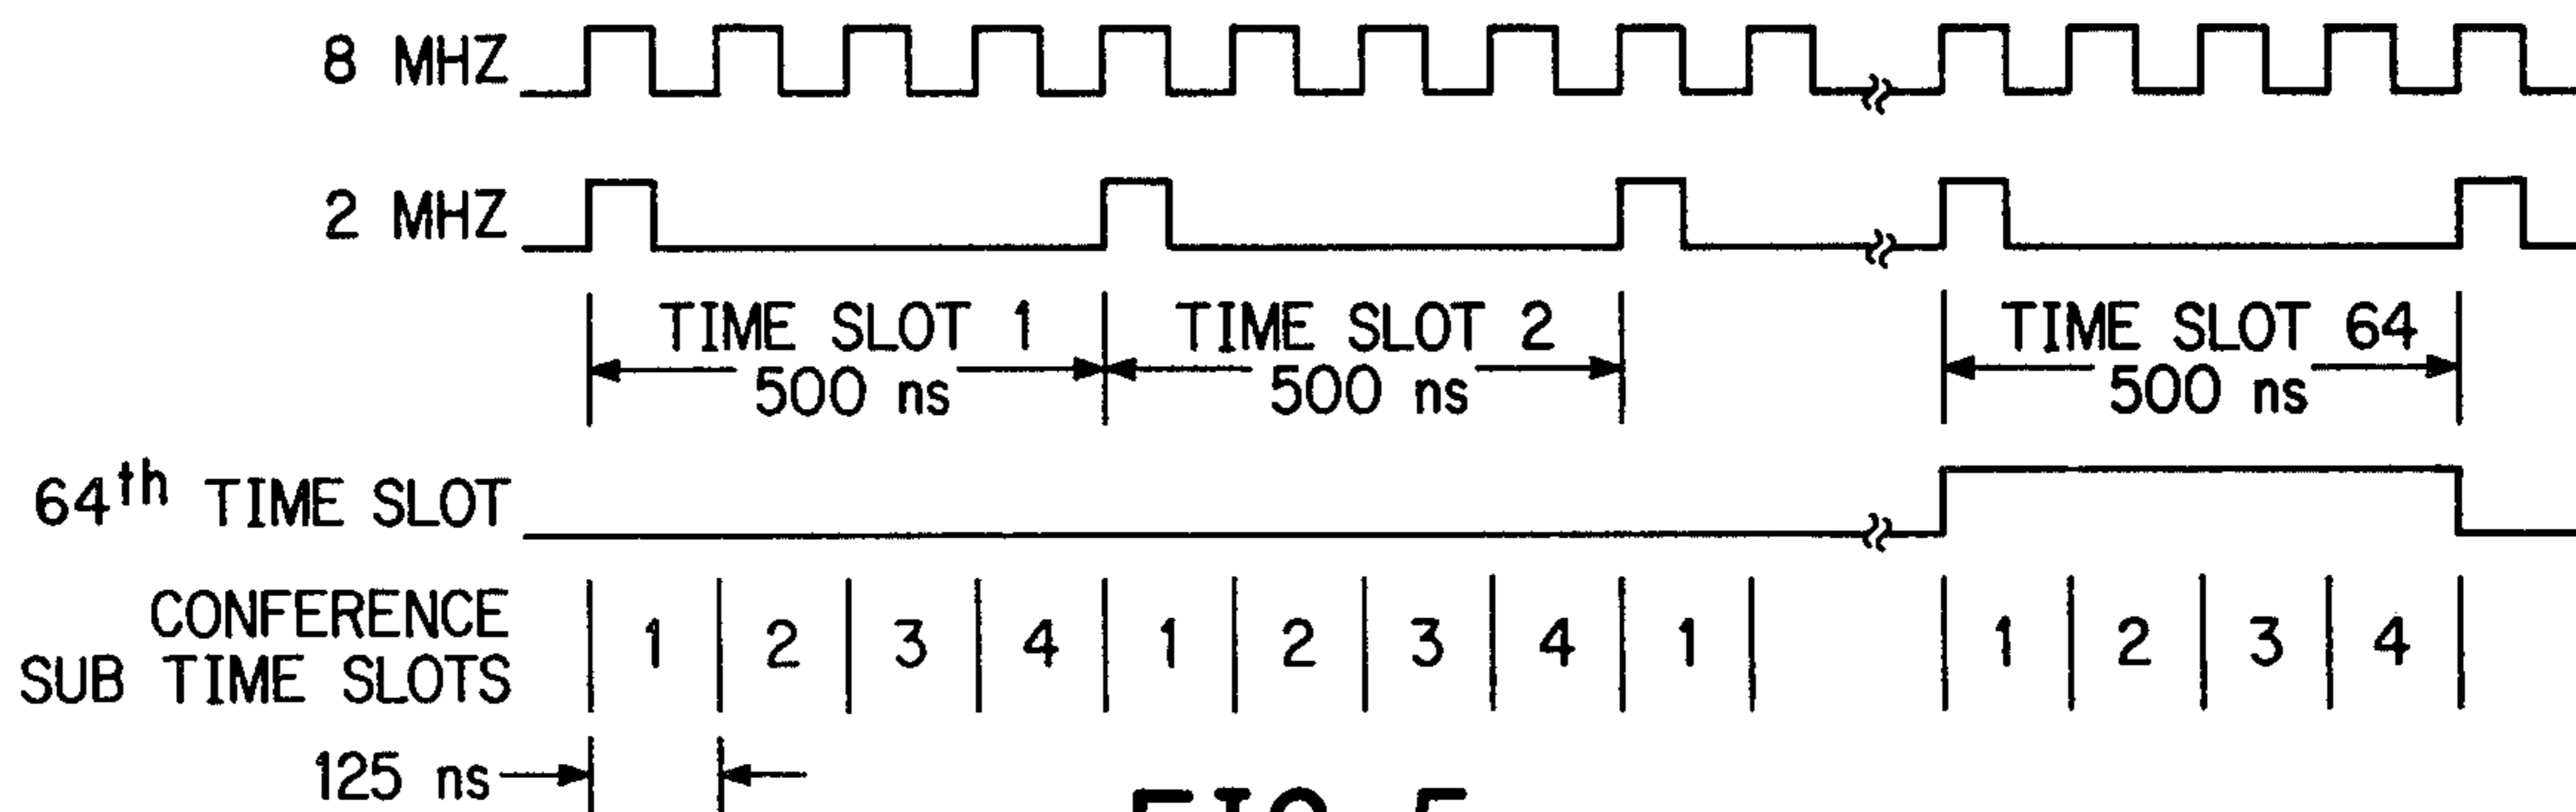 8 MHZ
2 MHZ
TIME SLOT 1
500 ns
TIME SLOT 2
500 ns
TIME SLOT 64
500 ns
64th TIME SLOT
CONFERENCE
SUB TIME SLOTS
1 2 3 4 1 2 3 4 1 1 2 3 4
125 ns